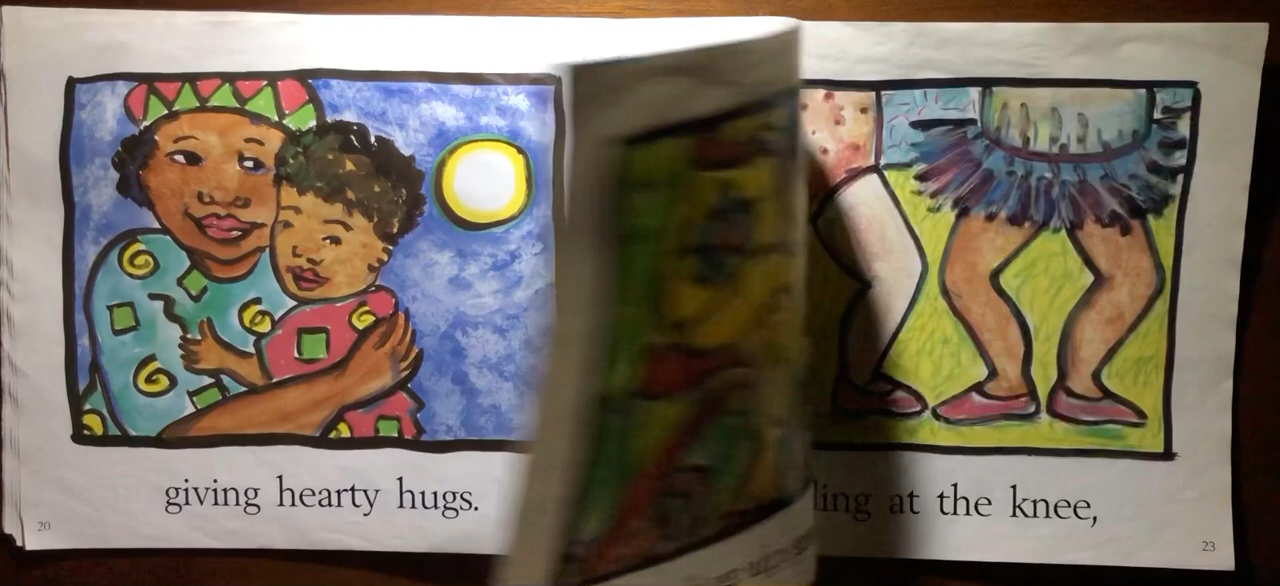 giving hearty hugs.
20
at the knee,
23